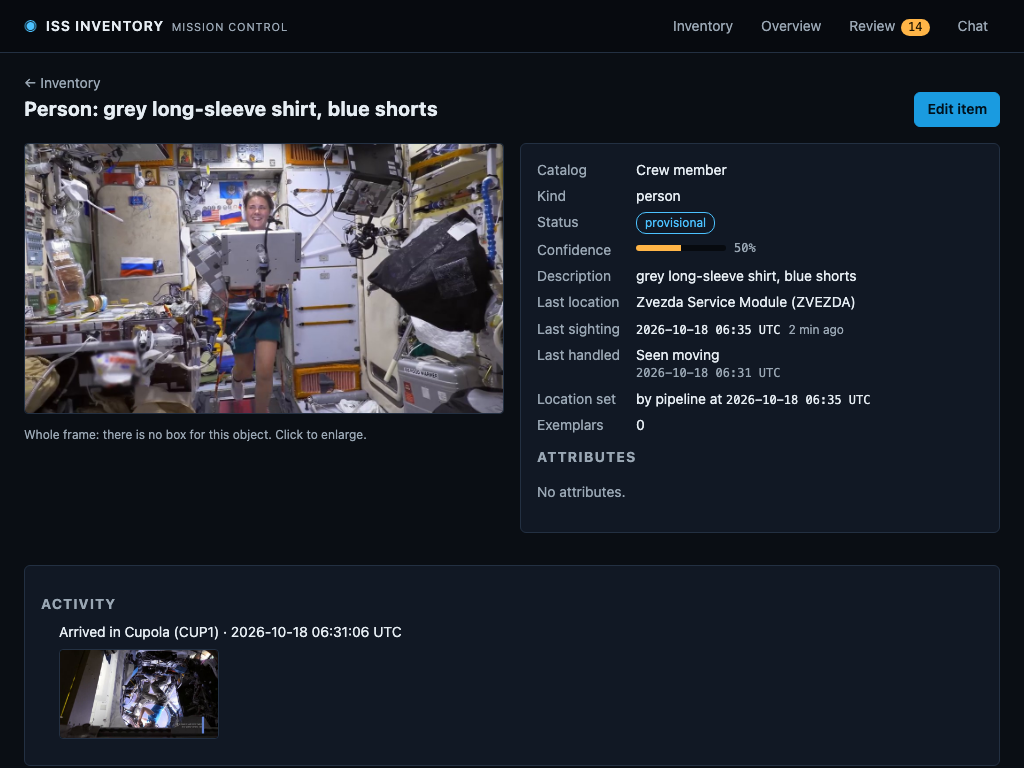 ISS INVENTORY MISSION CONTROL
Inventory
Overview
Review 14
Chat
← Inventory
Person: grey long-sleeve shirt, blue shorts
Edit item
Whole frame: there is no box for this object. Click to enlarge.
Catalog Crew member
Kind person
Status provisional
Confidence 50%
Description grey long-sleeve shirt, blue shorts
Last location Zvezda Service Module (ZVEZDA)
Last sighting 2026-10-18 06:35 UTC 2 min ago
Last handled Seen moving
2026-10-18 06:31 UTC
Location set by pipeline at 2026-10-18 06:35 UTC
Exemplars 0
ATTRIBUTES
No attributes.
ACTIVITY
Arrived in Cupola (CUP1) · 2026-10-18 06:31:06 UTC